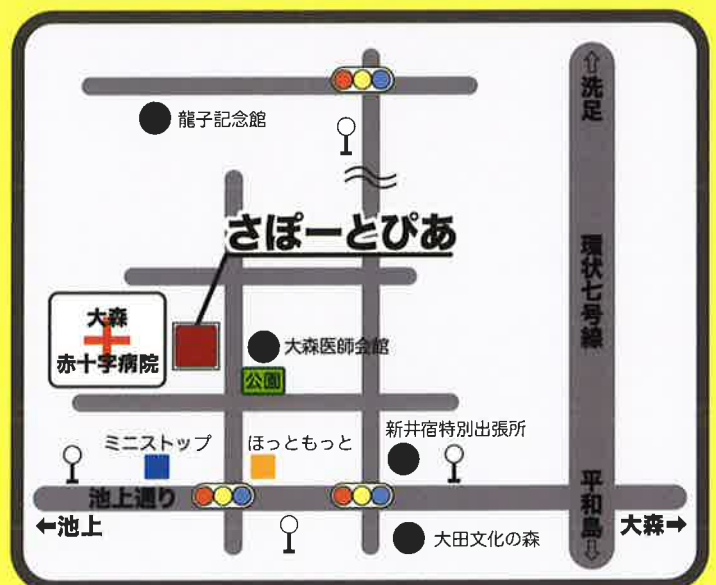 洗足
龍子記念館
さぽーとぴあ
環状七号線
大森
赤十字病院
大森医師会館
公園
新井宿特別出張所
ミニストップ
ほっともっと
池上通り
平和島
←池上
大田文化の森
大森→